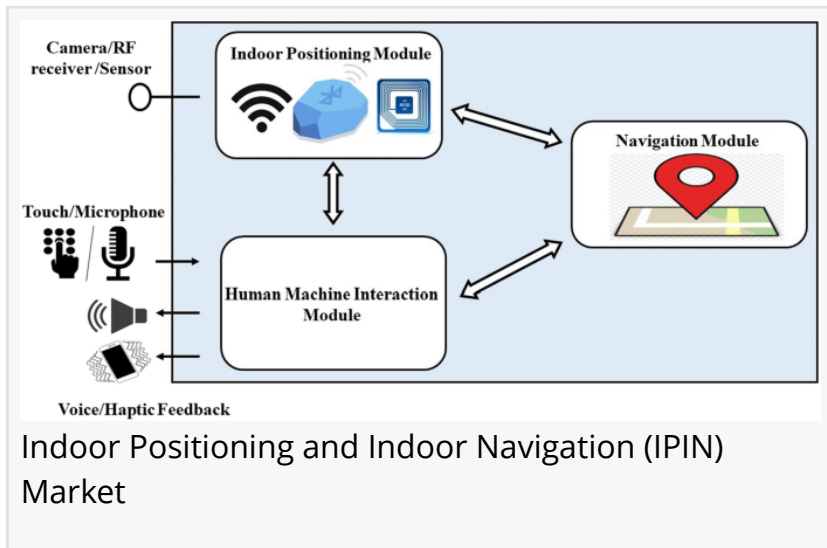 Camera/RF
receiver/Sensor
Indoor Positioning Module
Navigation Module
Touch/Microphone
Human Machine Interaction
Module
Voice/Haptic Feedback
Indoor Positioning and Indoor Navigation (IPIN)
Market